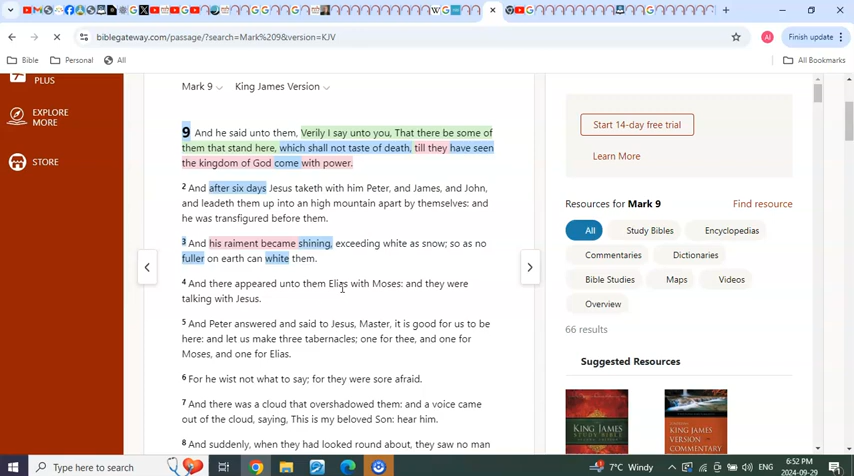 biblegateway.com/passage/?search=Mark%209&version=KJV
AI
Finish update
Bible
Personal
All
All Bookmarks
PLUS
EXPLORE
MORE
STORE
Mark 9
King James Version
9 And he said unto them, Verily I say unto you, That there be some of
them that stand here, which shall not taste of death, till they have seen
the kingdom of God come with power.
2 And after six days Jesus taketh with him Peter, and James, and John,
and leadeth them up into an high mountain apart by themselves: and
he was transfigured before them.
3 And his raiment became shining, exceeding white as snow; so as no
fuller on earth can white them.
4 And there appeared unto them Elias with Moses: and they were
talking with Jesus.
5 And Peter answered and said to Jesus, Master, it is good for us to be
here: and let us make three tabernacles; one for thee, and one for
Moses, and one for Elias.
6 For he wist not what to say; for they were sore afraid.
7 And there was a cloud that overshadowed them: and a voice came
out of the cloud, saying, This is my beloved Son: hear him.
8 And suddenly, when they had looked round about, they saw no man
Start 14-day free trial
Learn More
Resources for Mark 9
Find resource
All
Study Bibles
Encyclopedias
Commentaries
Dictionaries
Bible Studies
Maps
Videos
Overview
66 results
Suggested Resources
KING JAMES
KING JAMES
VERSION
COMMENTARY
Type here to search
7°C Windy
ENG
6:52 PM
2024-09-29